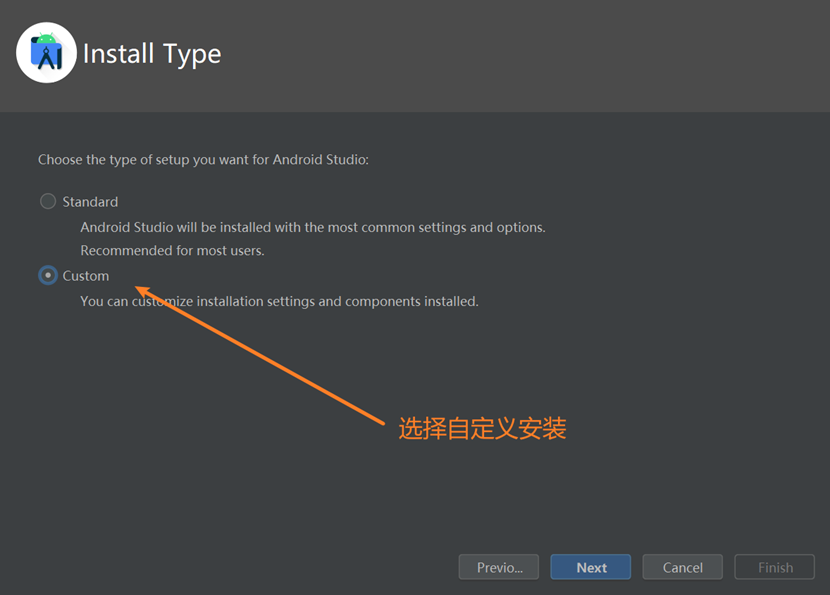 Install Type
Choose the type of setup you want for Android Studio:
Standard
Android Studio will be installed with the most common settings and options.
Recommended for most users.
Custom
You can customize installation settings and components installed.
选择自定义安装
Previo...
Next
Cancel
Finish